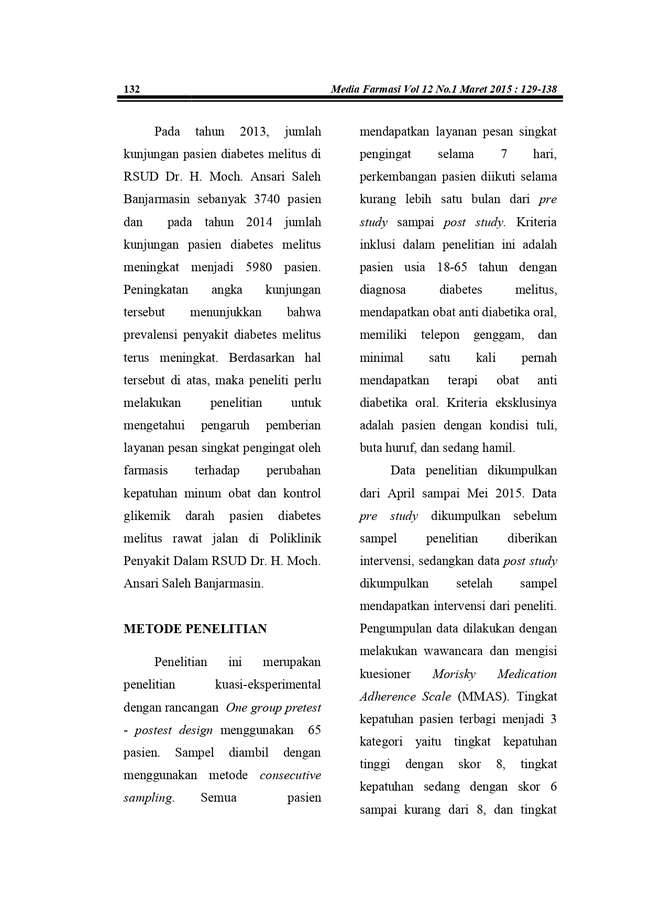 132
Media Farmasi Vol 12 No.1 Maret 2015 : 129-138
Pada tahun 2013, jumlah
kunjungan pasien diabetes melitus di
RSUD Dr. H. Moch. Ansari Saleh
Banjarmasin sebanyak 3740 pasien
dan pada tahun 2014 jumlah
kunjungan pasien diabetes melitus
meningkat menjadi 5980 pasien.
Peningkatan angka kunjungan
tersebut menunjukkan bahwa
prevalensi penyakit diabetes melitus
terus meningkat. Berdasarkan hal
tersebut di atas, maka peneliti perlu
melakukan penelitian untuk
mengetahui pengaruh pemberian
layanan pesan singkat pengingat oleh
farmasis terhadap perubahan
kepatuhan minum obat dan kontrol
glikemik darah pasien diabetes
melitus rawat jalan di Poliklinik
Penyakit Dalam RSUD Dr. H. Moch.
Ansari Saleh Banjarmasin.
METODE PENELITIAN
Penelitian ini merupakan
penelitian kuasi-eksperimental
dengan rancangan One group pretest
- postest design menggunakan 65
pasien. Sampel diambil dengan
menggunakan metode consecutive
sampling. Semua pasien
mendapatkan layanan pesan singkat
pengingat selama 7 hari,
perkembangan pasien diikuti selama
kurang lebih satu bulan dari pre
study sampai post study. Kriteria
inklusi dalam penelitian ini adalah
pasien usia 18-65 tahun dengan
diagnosa diabetes melitus,
mendapatkan obat anti diabetika oral,
memiliki telepon genggam, dan
minimal satu kali pernah
mendapatkan terapi obat anti
diabetika oral. Kriteria eksklusinya
adalah pasien dengan kondisi tuli,
buta huruf, dan sedang hamil.
Data penelitian dikumpulkan
dari April sampai Mei 2015. Data
pre study dikumpulkan sebelum
sampel penelitian diberikan
intervensi, sedangkan data post study
dikumpulkan setelah sampel
mendapatkan intervensi dari peneliti.
Pengumpulan data dilakukan dengan
melakukan wawancara dan mengisi
kuesioner Morisky Medication
Adherence Scale (MMAS). Tingkat
kepatuhan pasien terbagi menjadi 3
kategori yaitu tingkat kepatuhan
tinggi dengan skor 8, tingkat
kepatuhan sedang dengan skor 6
sampai kurang dari 8, dan tingkat